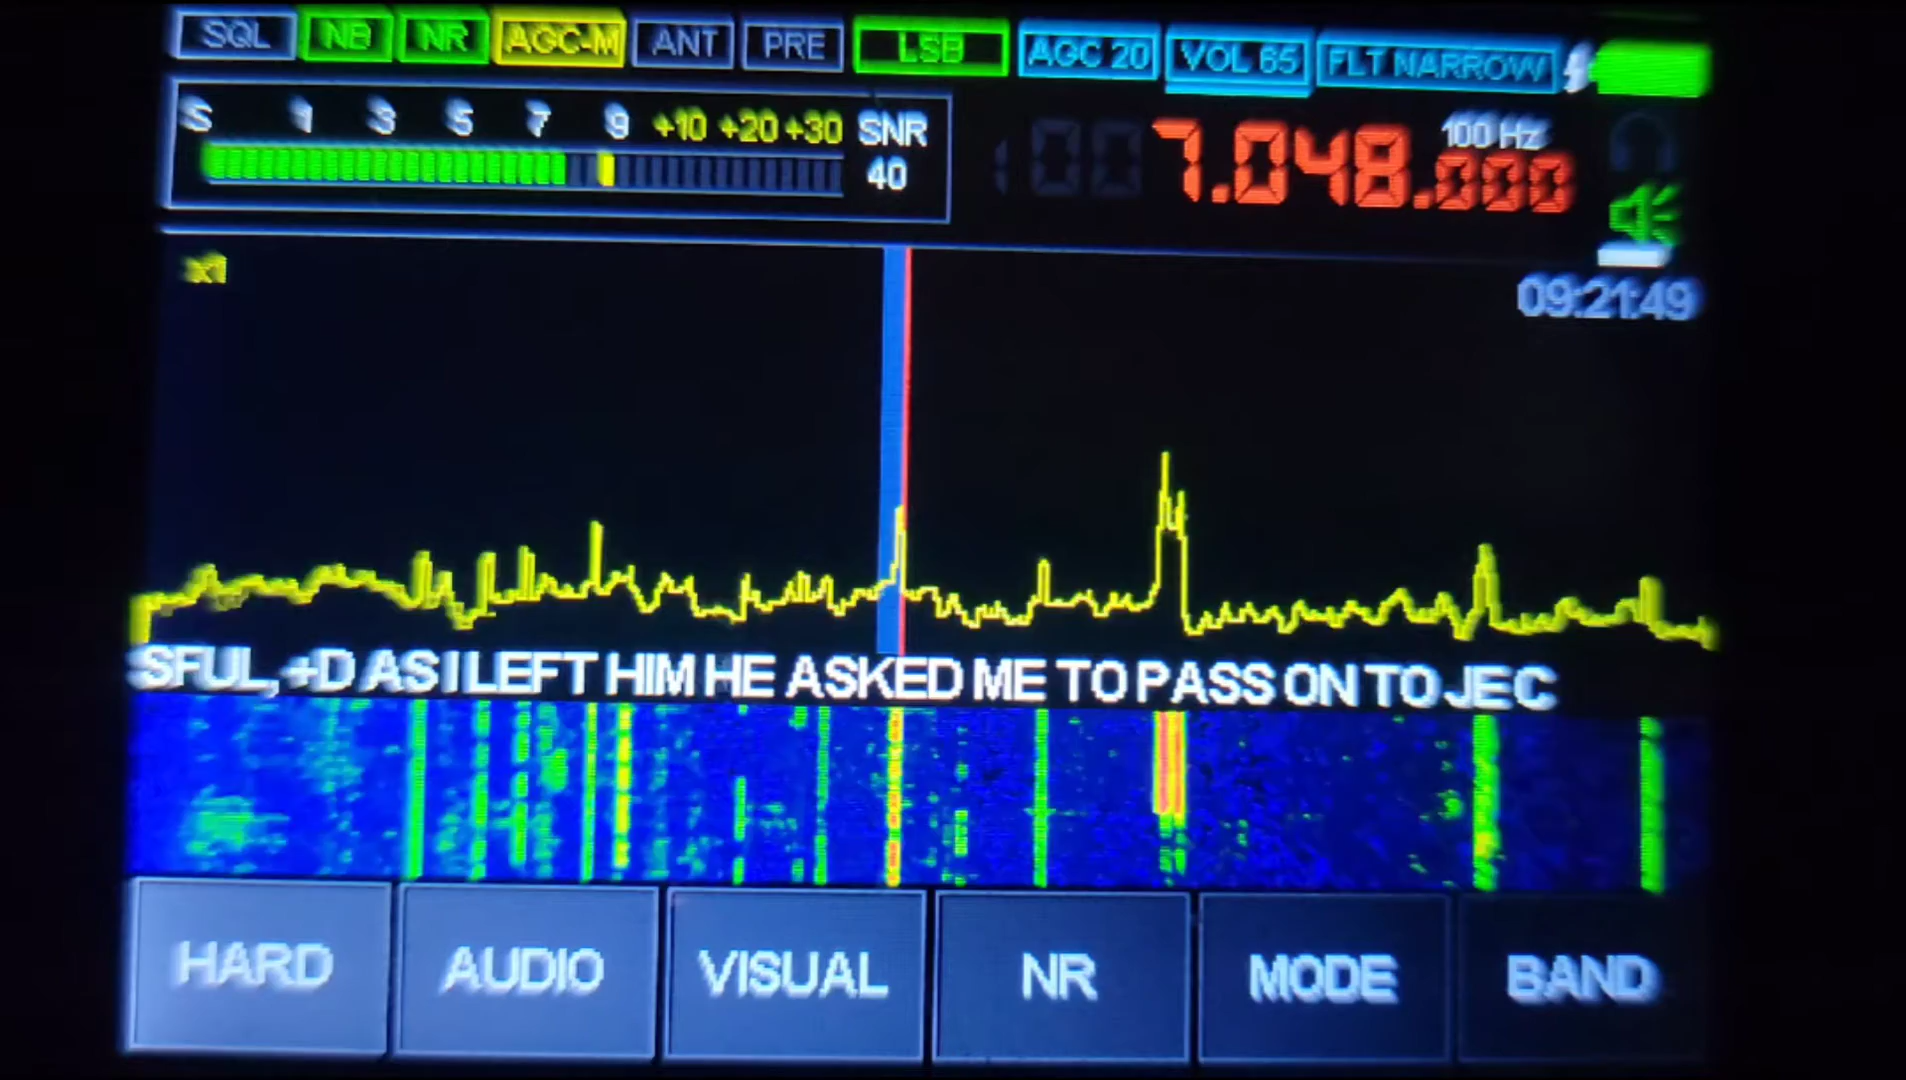 SQL NB NR AGC-M ANT PRE LSB AGC 20 VOL 65 FLT NARROW
S 1 3 5 7 9 +10 +20 +30 SNR
40
100 Hz
7.048.000
x1
09:21:49
SFUL,+D AS I LEFT HIM HE ASKED ME TO PASS ON TO JEC
HARD AUDIO VISUAL NR MODE BAND